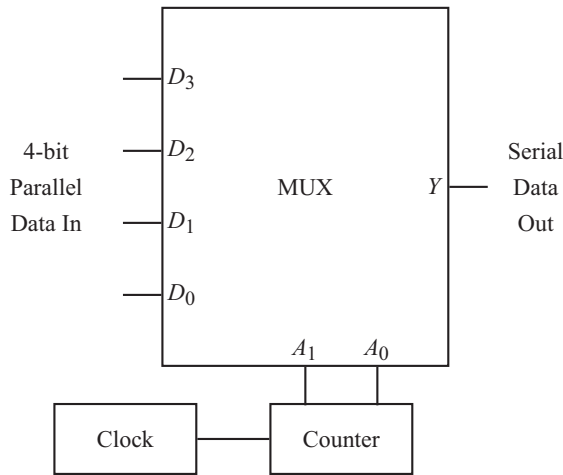 D3
4-bit
Parallel
Data In
D2
D1
D0
MUX
Y
Serial
Data
Out
A1 A0
Clock
Counter